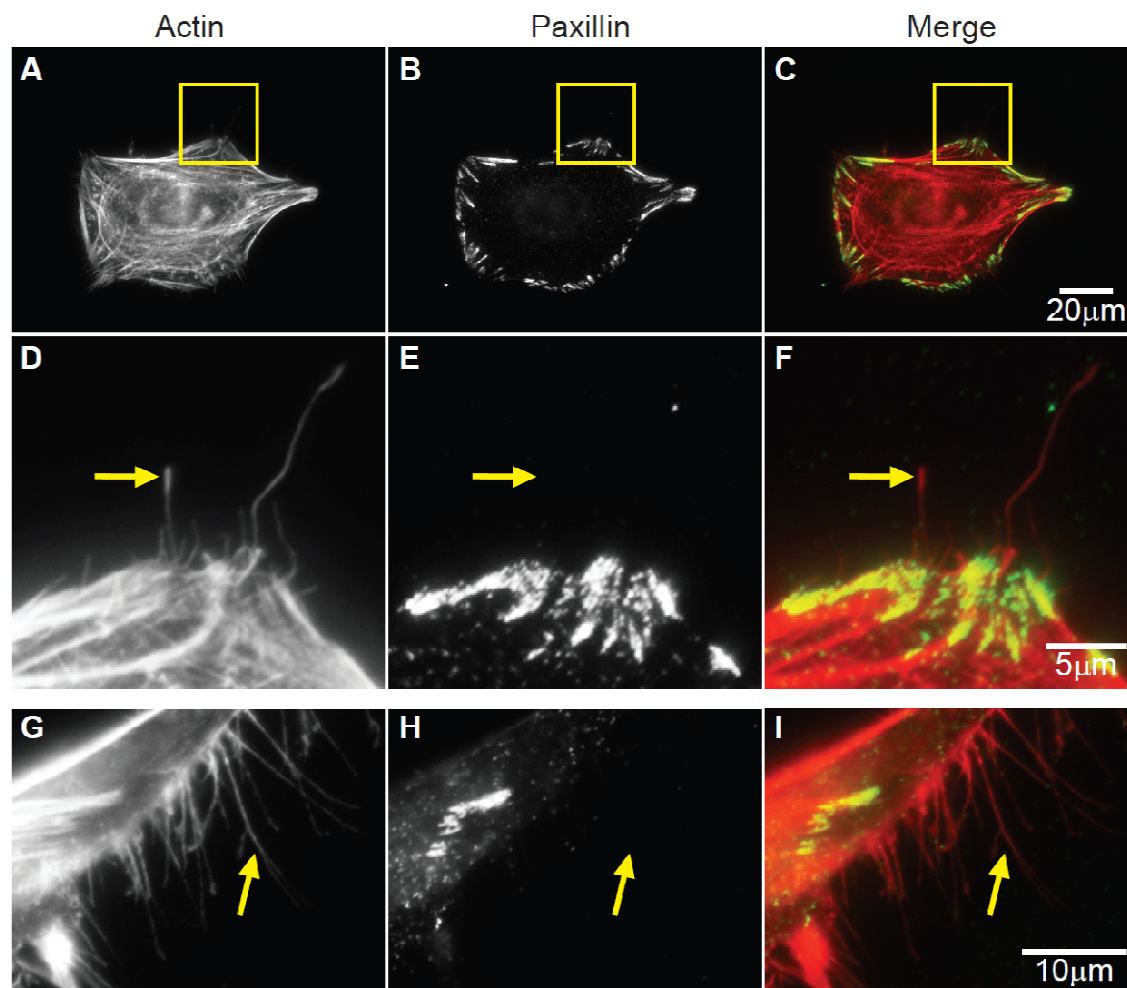 Actin Paxillin Merge
A B C
20μm
D E F
5μm
G H I
10μm